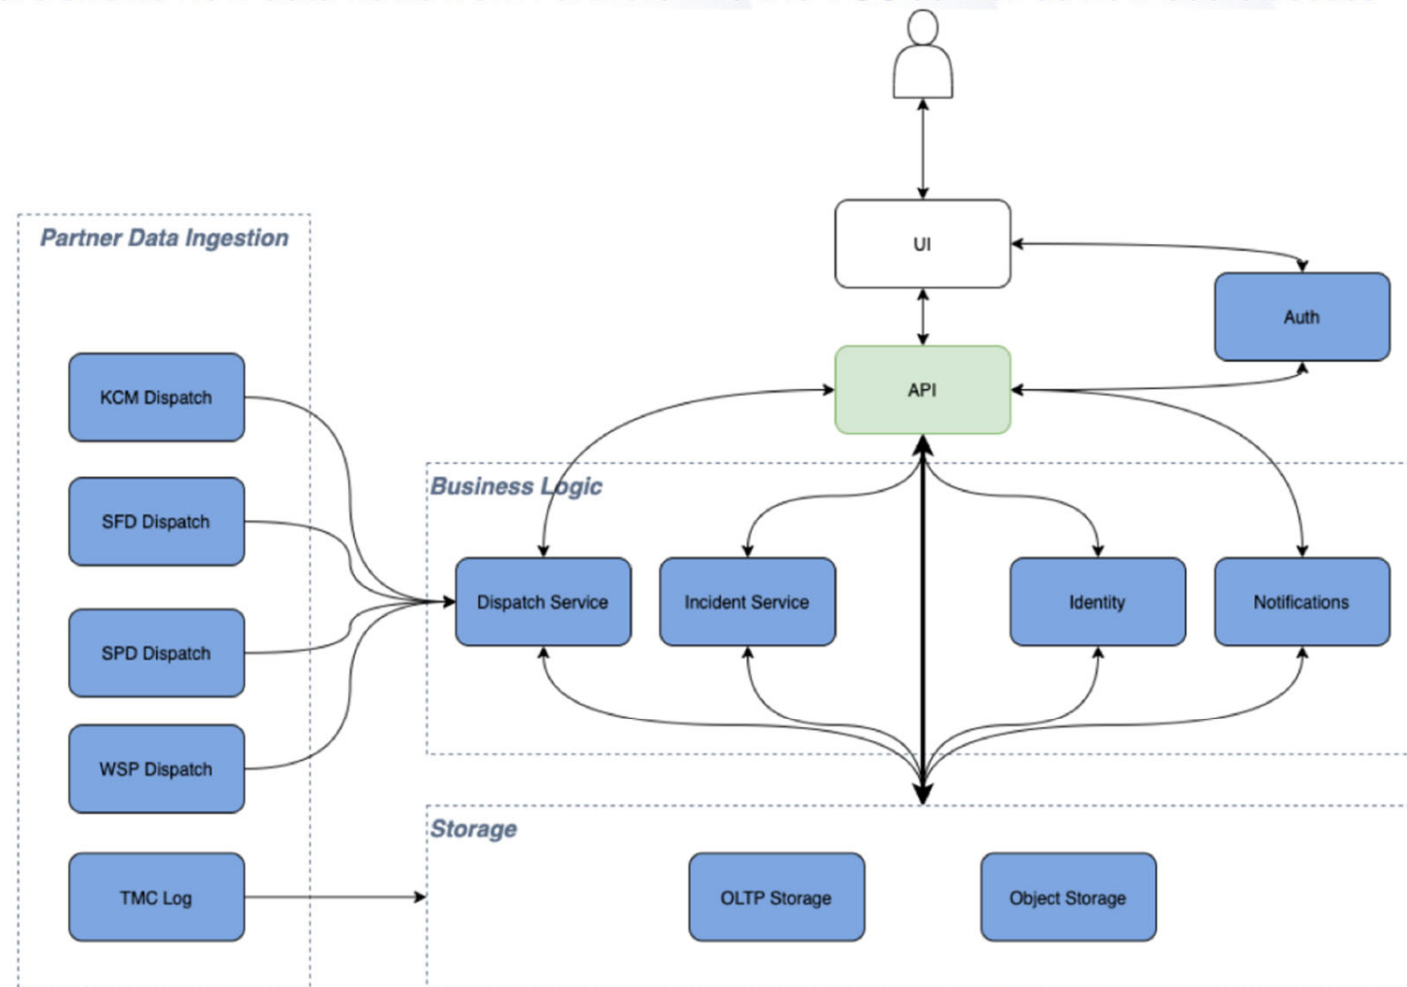 UI
Partner Data Ingestion
Auth
API
KCM Dispatch
Business Logic
SFD Dispatch
Dispatch Service
Incident Service
Identity
Notifications
SPD Dispatch
WSP Dispatch
Storage
TMC Log
OLTP Storage
Object Storage